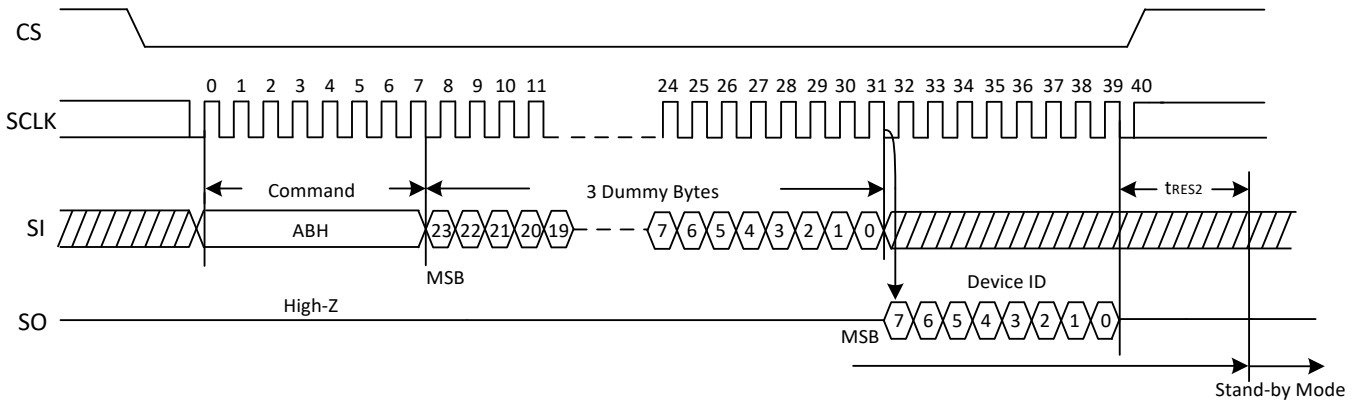 CS
0 1 2 3 4 5 6 7 8 9 10 11 24 25 26 27 28 29 30 31 32 33 34 35 36 37 38 39 40
SCLK
Command 3 Dummy Bytes tRES2
SI ABH 23 22 21 20 19 7 6 5 4 3 2 1 0
MSB Device ID
High-Z
SO 7 6 5 4 3 2 1 0
MSB
Stand-by Mode